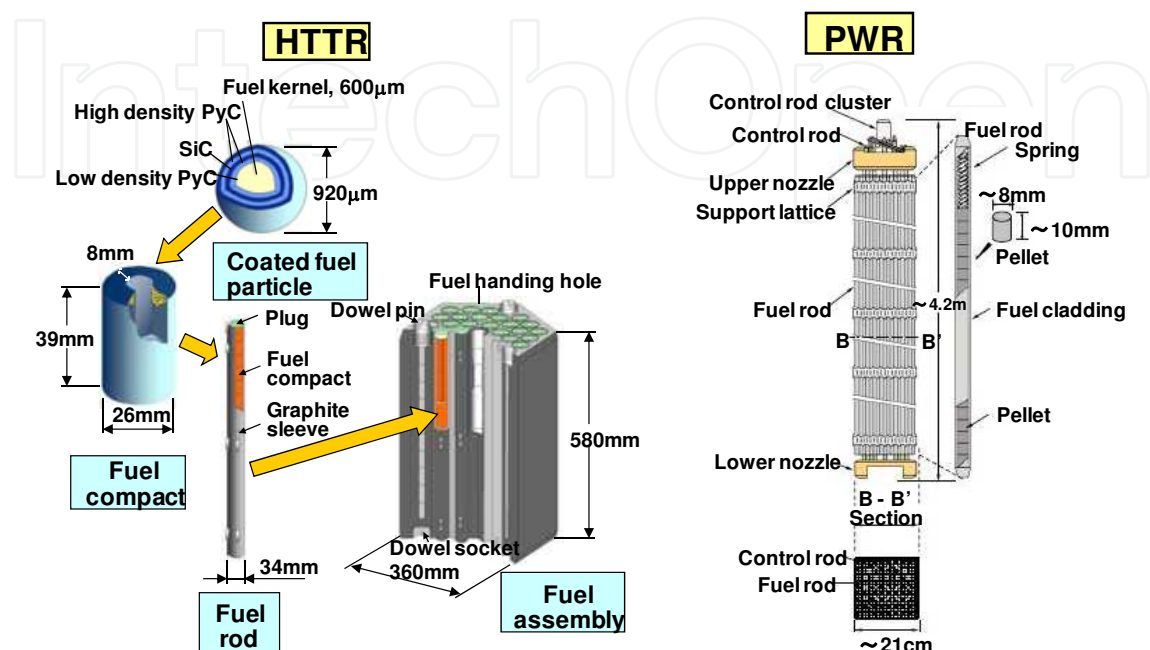 IntechOpen
HTTR
Fuel kernel, 600μm
High density PyC
SiC
Low density PyC
920μm
8mm
Coated fuel
particle
39mm
26mm
Fuel
compact
Plug
Fuel
compact
Graphite
sleeve
34mm
Fuel
rod
Fuel handing hole
Dowel pin
580mm
Dowel socket
360mm
Fuel
assembly
PWR
Control rod cluster
Control rod
Upper nozzle
Support lattice
Fuel rod
Spring
~8mm
~10mm
Pellet
Fuel rod
~4.2m
Fuel cladding
B
B'
Pellet
Lower nozzle
B - B'
Section
Control rod
Fuel rod
~21cm